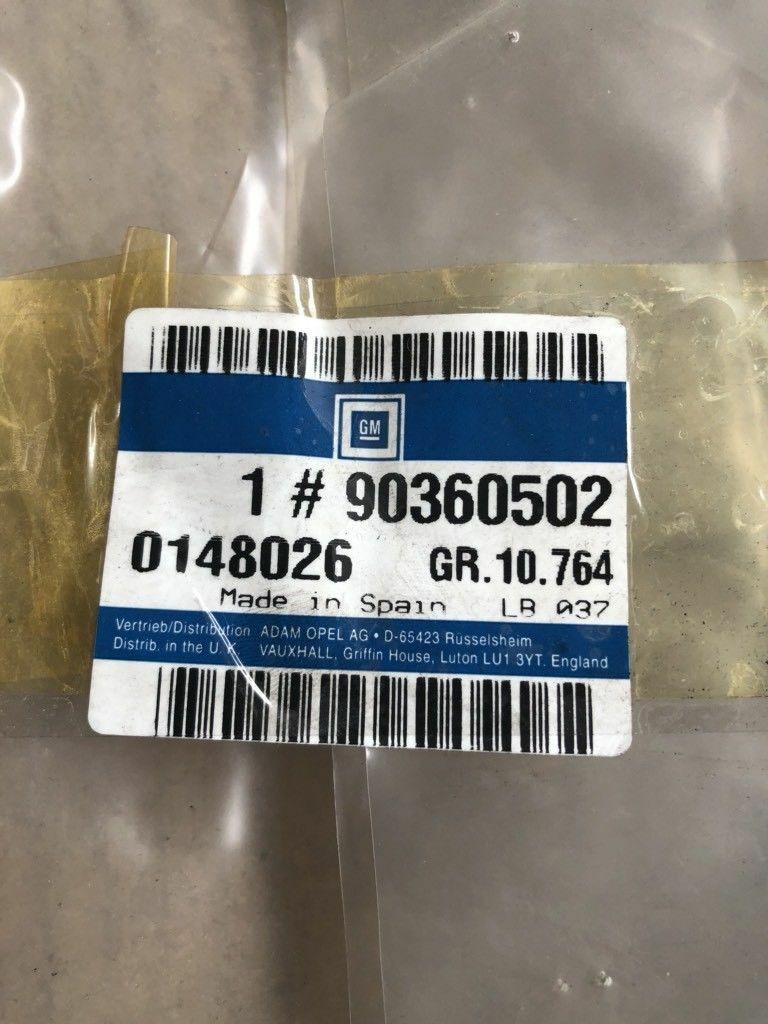 GM
1 # 90360502
0148026 GR.10.764
Made in Spain LB 037
Vertrieb/Distribution ADAM OPEL AG • D-65423 Rüsselsheim
Distrib. in the U. K. VAUXHALL, Griffin House, Luton LU1 3YT. England